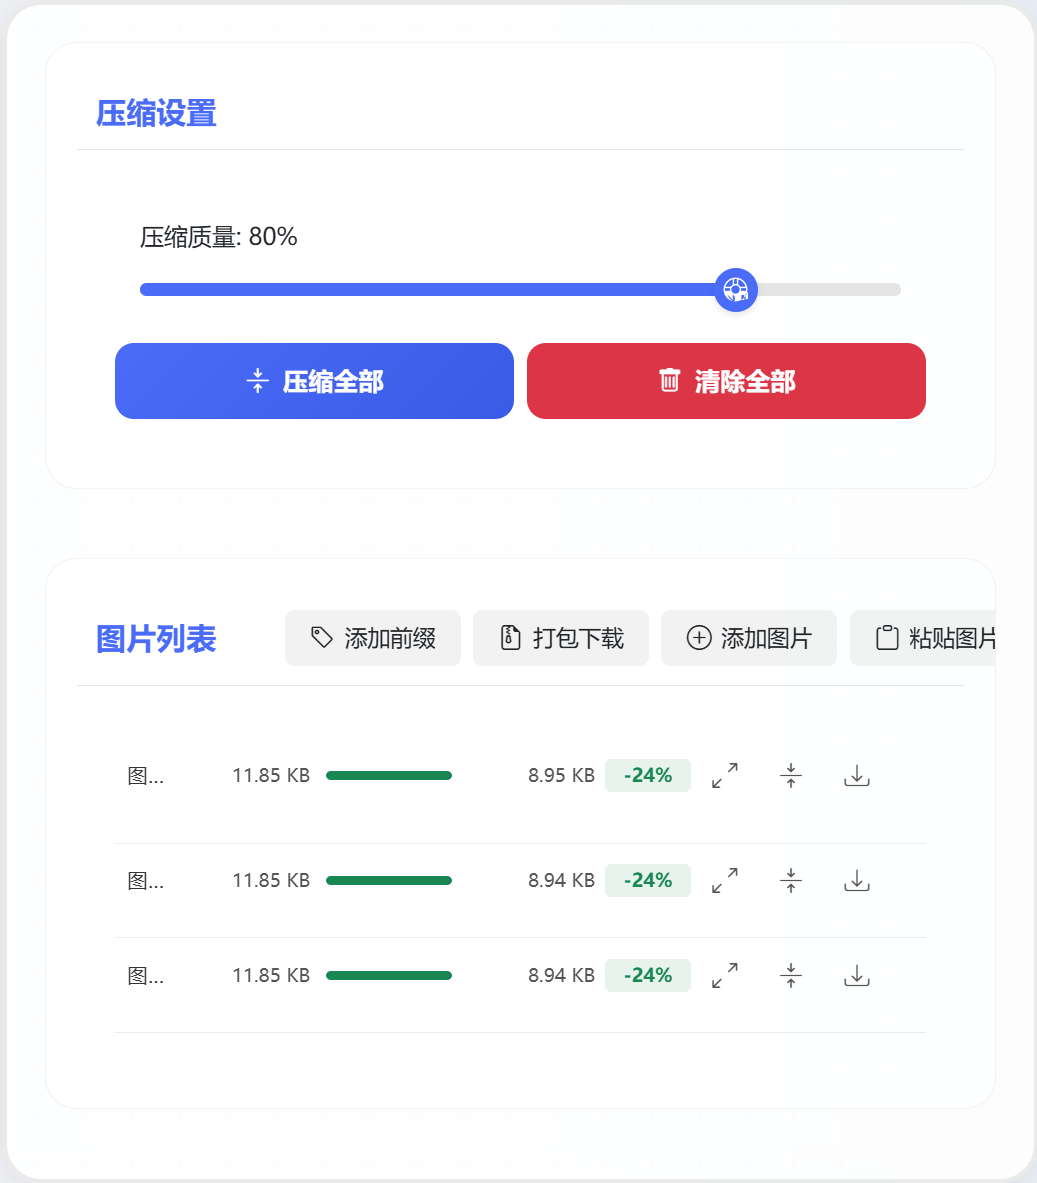 压缩设置
压缩质量: 80%
压缩全部 清除全部
图片列表 添加前缀 打包下载 添加图片 粘贴图片
图... 11.85 KB 8.95 KB -24%
图... 11.85 KB 8.94 KB -24%
图... 11.85 KB 8.94 KB -24%